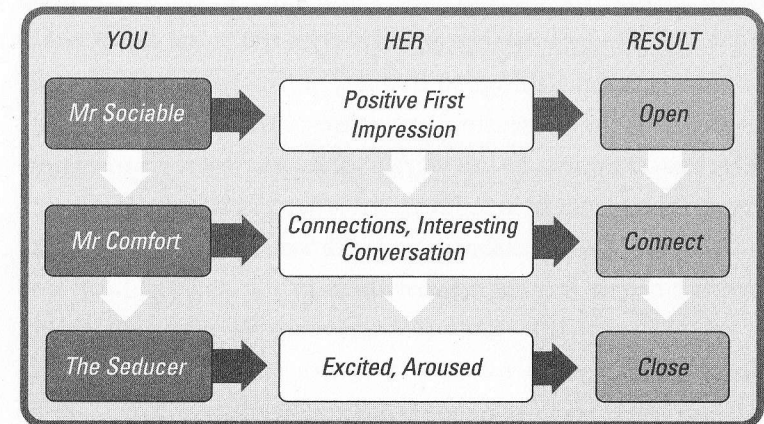 YOU
HER
RESULT
Mr Sociable
Positive First
Impression
Open
Mr Comfort
Connections, Interesting
Conversation
Connect
The Seducer
Excited, Aroused
Close